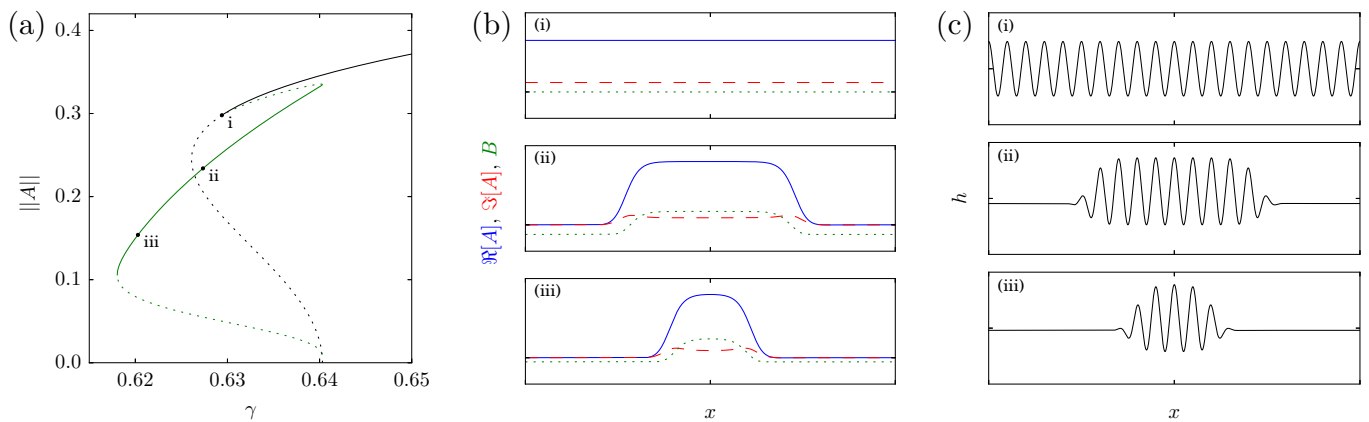 (a)
0.4
0.3
0.2
0.1
0.0
||A||
i
ii
iii
0.62
0.63
0.64
0.65
γ
(b)
ℜ[A], ℑ[A], B
(i)
(ii)
(iii)
x
(c)
h
(i)
(ii)
(iii)
x